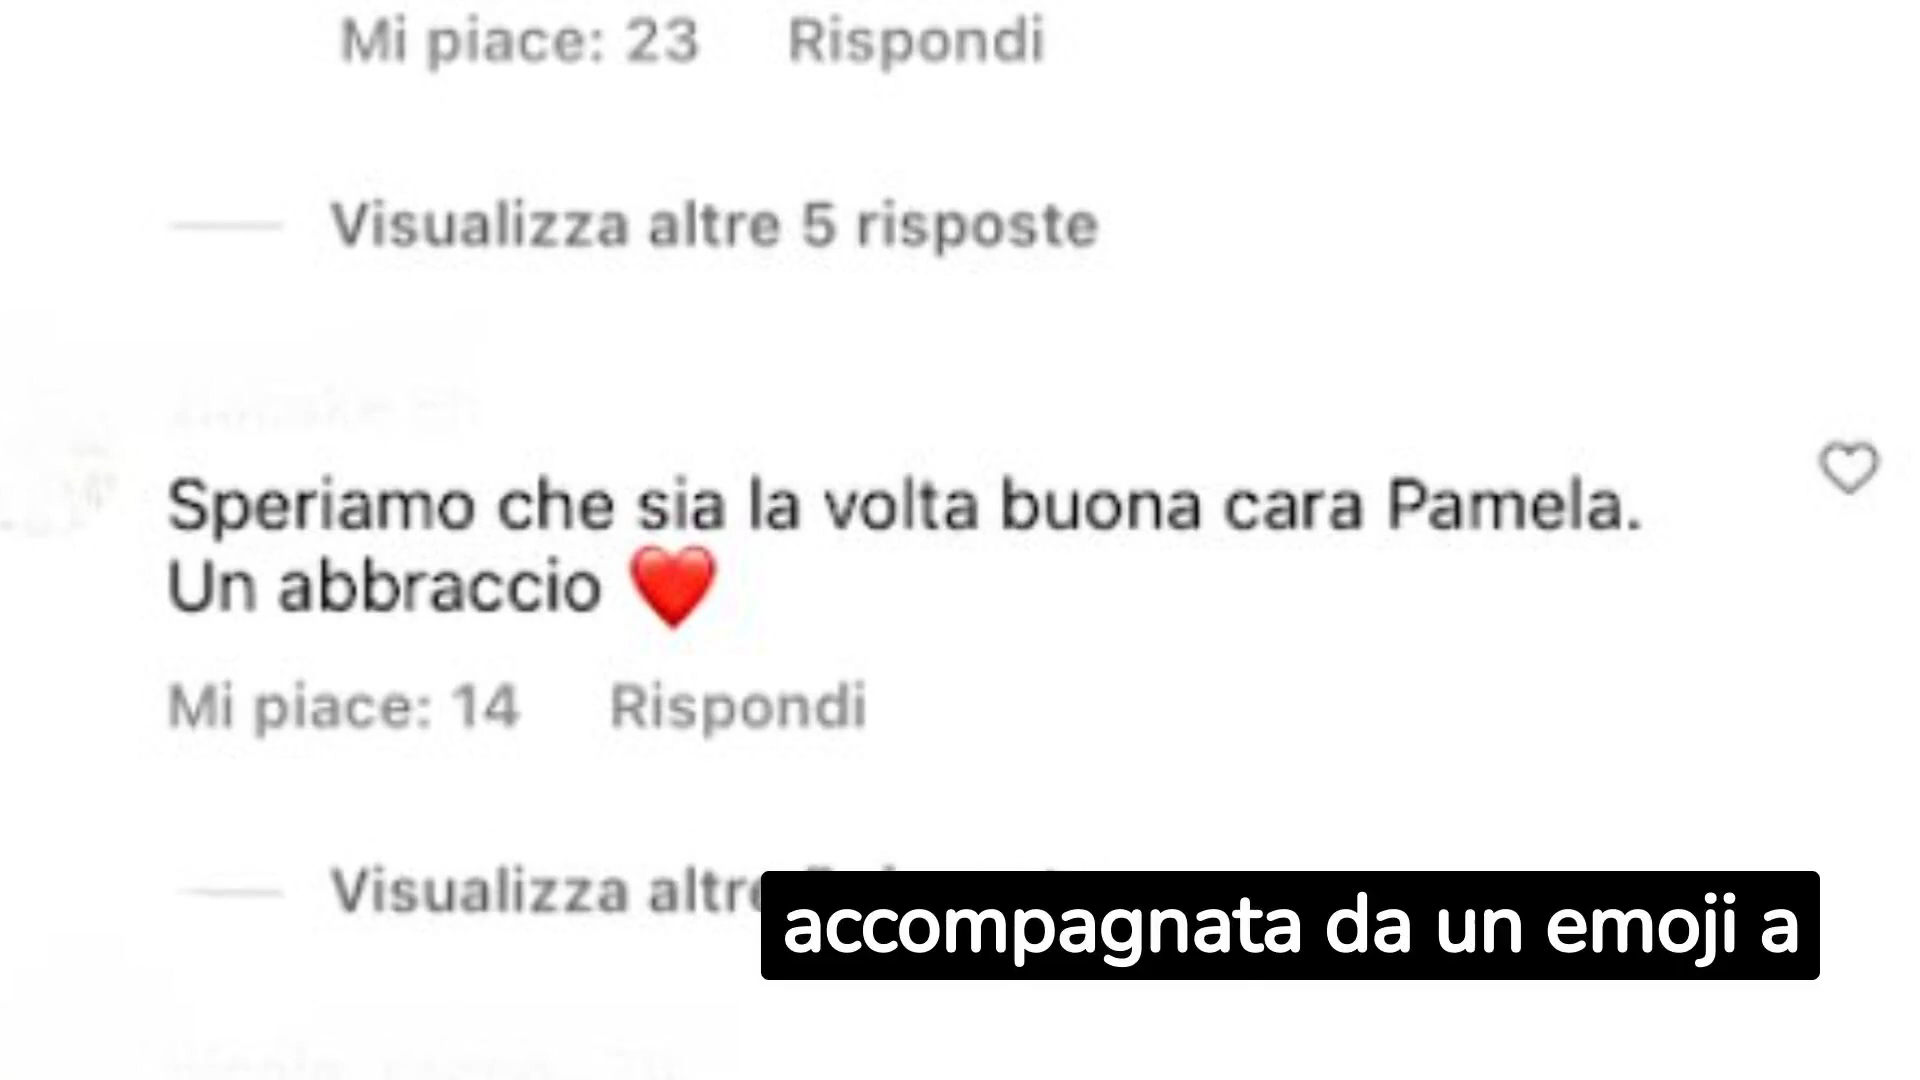 Mi piace: 23 Rispondi
Visualizza altre 5 risposte
Speriamo che sia la volta buona cara Pamela.
Un abbraccio ❤️
Mi piace: 14 Rispondi
Visualizza altre
accompagnata da un emoji a